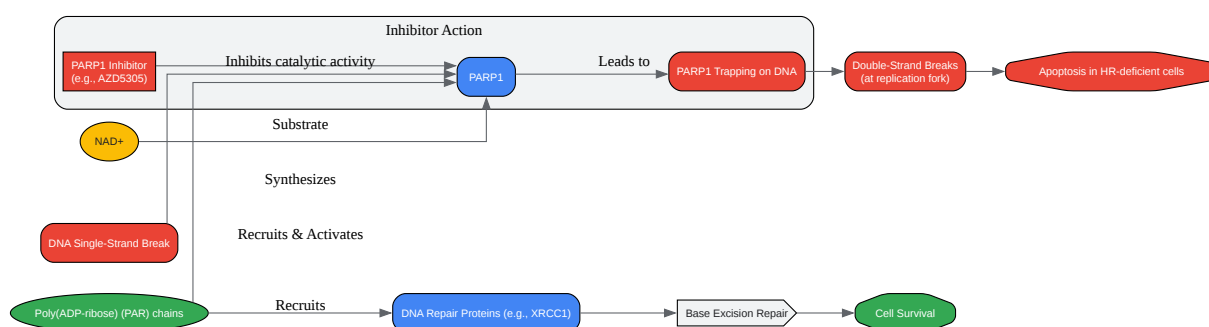 Inhibitor Action
PARP1 Inhibitor
(e.g., AZD5305)
Inhibits catalytic activity
PARP1
Leads to
PARP1 Trapping on DNA
Double-Strand Breaks
(at replication fork)
Apoptosis in HR-deficient cells
Substrate
NAD+
Synthesizes
Recruits & Activates
DNA Single-Strand Break
Poly(ADP-ribose) (PAR) chains
Recruits
DNA Repair Proteins (e.g., XRCC1)
Base Excision Repair
Cell Survival